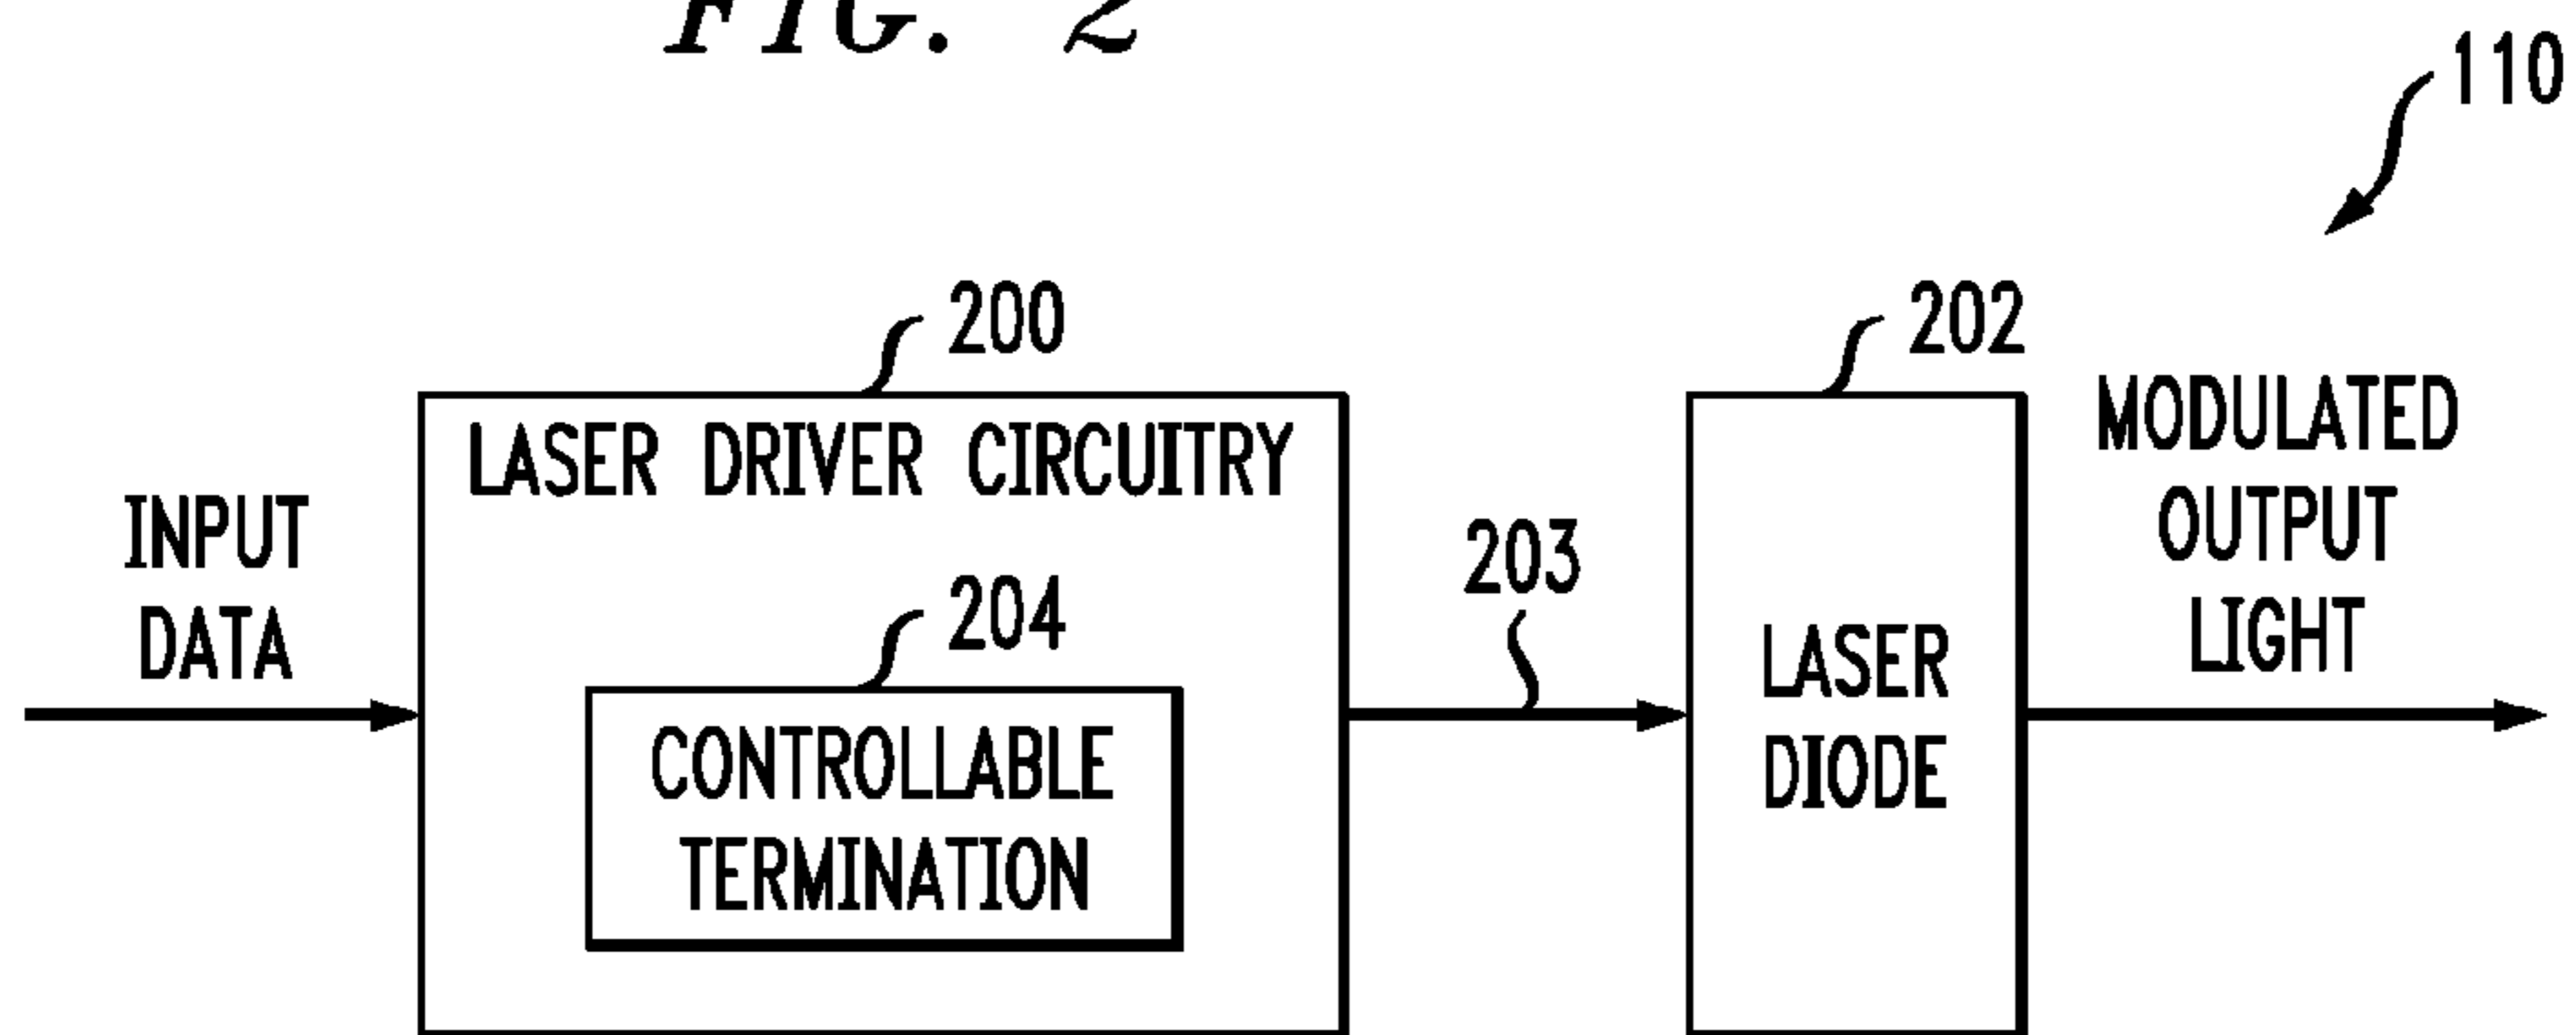 FIG. 2
110
200
202
LASER DRIVER CIRCUITRY
MODULATED
OUTPUT
LIGHT
INPUT
DATA
203
204
LASER
DIODE
CONTROLLABLE
TERMINATION